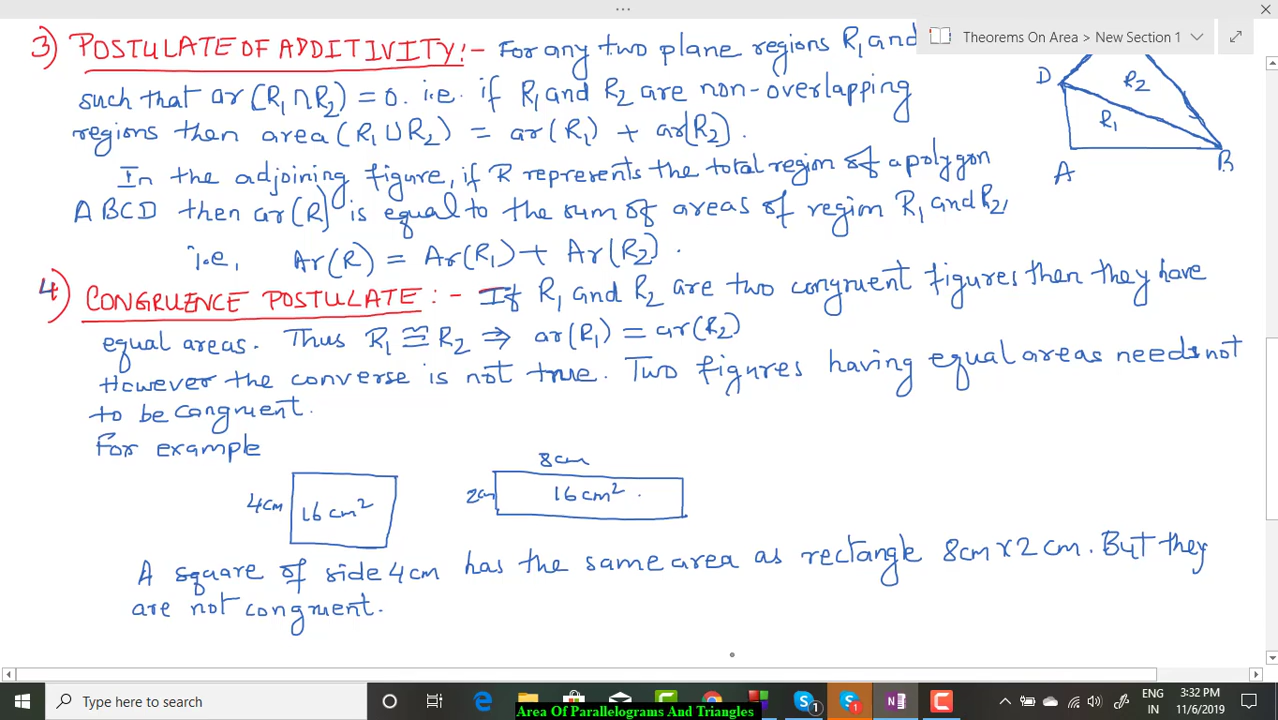 Theorems On Area > New Section 1
3) POSTULATE OF ADDITIVITY:- For any two plane regions R₁ and
such that ar(R₁∩R₂) = 0. i.e. if R₁ and R₂ are non-overlapping
regions then area (R₁ ∪ R₂) = ar(R₁) + ar(R₂).
In the adjoining figure, if R represents the total region of a polygon
ABCD then ar(R) is equal to the sum of areas of region R₁ and R₂,
i.e, Ar(R) = Ar(R₁) + Ar(R₂).
D
R₂
R₁
A
B
4) CONGRUENCE POSTULATE :- If R₁ and R₂ are two congruent figures then they have
equal areas. Thus R₁ ≅ R₂ ⇒ ar(R₁) = ar(R₂)
However the converse is not true. Two figures having equal areas needs not
to be congruent.
For example
4cm
16 cm²
8cm
2cm
16 cm²
A square of side 4cm has the same area as rectangle 8cm x 2 cm. But they
are not congruent.
Type here to search
1
1
ENG
IN
3:32 PM
11/6/2019
Area Of Parallelograms And Triangles